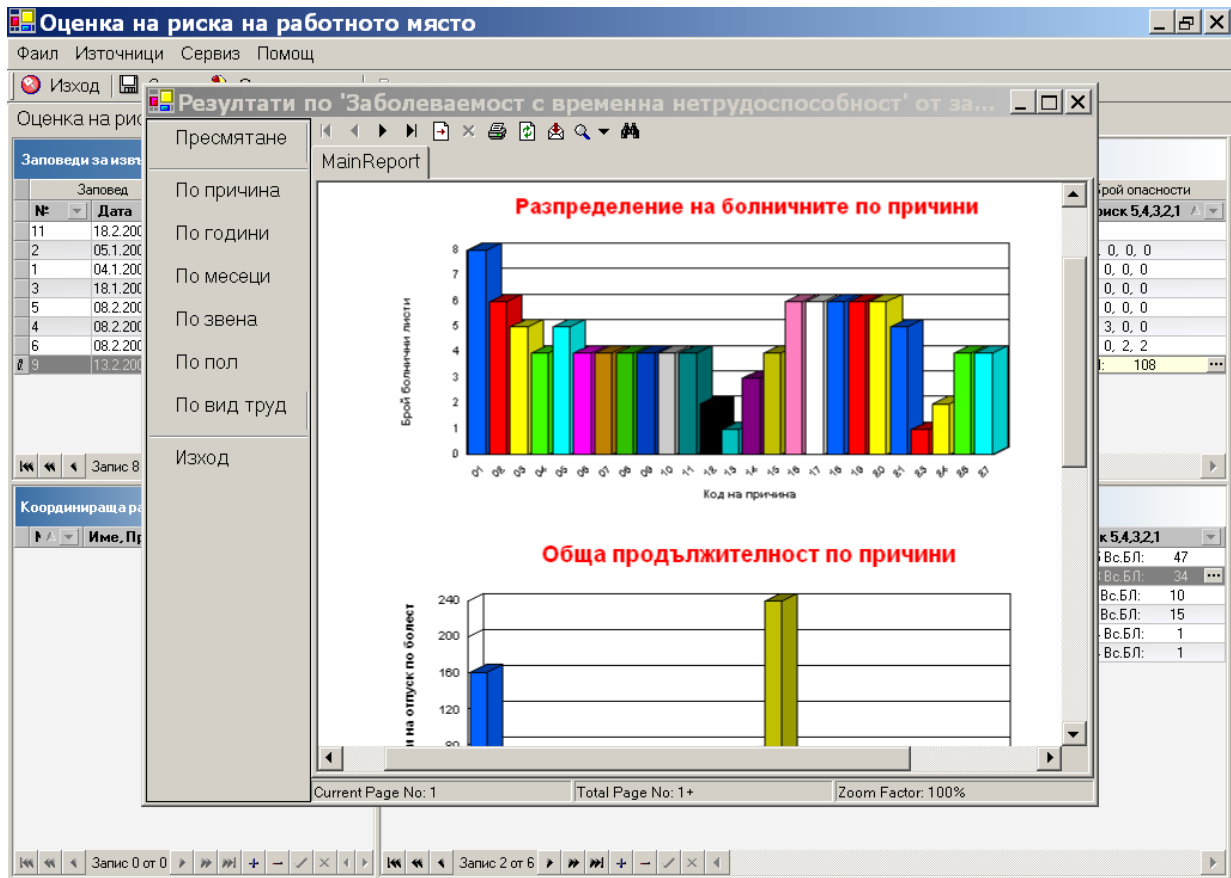 Оценка на риска на работното място
Фаил Източници Сервиз Помощ
Изход
Оценка на рис
Резултати по 'Заболеваемост с временна нетрудоспособност' от за...
Пресмятане
По причина
По години
По месеци
По звена
По пол
По вид труд
Изход
MainReport
Разпределение на болничните по причини
Брой болнични листи
8
7
6
5
4
3
2
1
0
01 02 03 04 05 06 07 08 09 10 11 12 13 14 15 16 17 18 19 20 21 23 24 25 27
Код на причина
Обща продължителност по причини
и на отпуск по болест
240
200
160
120
80
Current Page No: 1 Total Page No: 1+ Zoom Factor: 100%
Заповеди за извъ
Заповед
№ Дата
11 18.2.200
2 05.1.200
1 04.1.200
3 18.1.200
5 08.2.200
4 08.2.200
6 08.2.200
9 13.2.200
Запис 8
рой опасности
иск 5,4,3,2,1
, 0, 0, 0
0, 0, 0
0, 0, 0
0, 0, 0
3, 0, 0
0, 2, 2
108 ...
Координираща ра
Име, Пр
Запис 0 от 0
к 5,4,3,2,1
Вс.БЛ: 47
Вс.БЛ: 34 ...
Вс.БЛ: 10
Вс.БЛ: 15
Вс.БЛ: 1
Вс.БЛ: 1
Запис 2 от 6